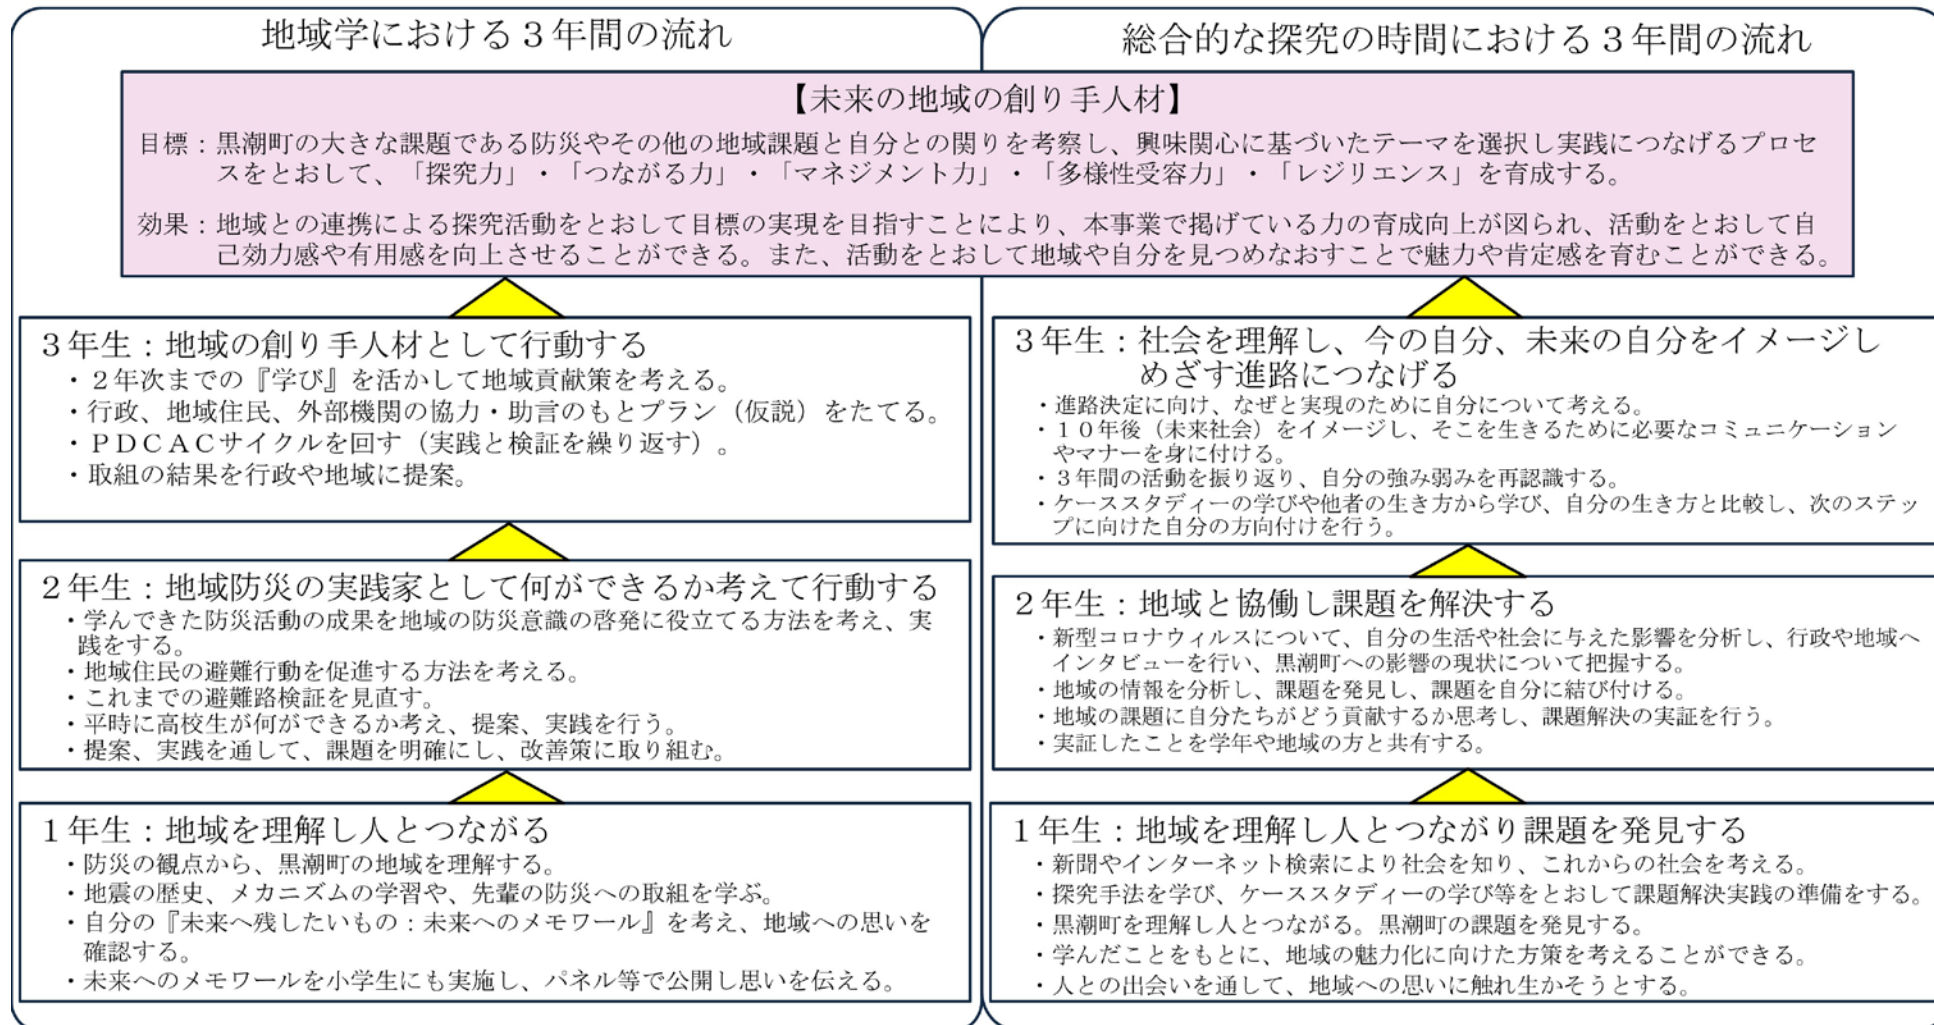 地域学における３年間の流れ
総合的な探究の時間における３年間の流れ
【未来の地域の創り手人材】
目標：黒潮町の大きな課題である防災やその他の地域課題と自分との関りを考察し、興味関心に基づいたテーマを選択し実践につなげるプロセ
スをとおして、「探究力」・「つながる力」・「マネジメント力」・「多様性受容力」・「レジリエンス」を育成する。
効果：地域との連携による探究活動をとおして目標の実現を目指すことにより、本事業で掲げている力の育成向上が図られ、活動をとおして自
己効力感や有用感を向上させることができる。また、活動をとおして地域や自分を見つめなおすことで魅力や肯定感を育むことができる。
３年生：地域の創り手人材として行動する
・２年次までの『学び』を活かして地域貢献策を考える。
・行政、地域住民、外部機関の協力・助言のもとプラン（仮説）をたてる。
・ＰＤＣＡＣサイクルを回す（実践と検証を繰り返す）。
・取組の結果を行政や地域に提案。
２年生：地域防災の実践家として何ができるか考えて行動する
・学んできた防災活動の成果を地域の防災意識の啓発に役立てる方法を考え、実
践をする。
・地域住民の避難行動を促進する方法を考える。
・これまでの避難路検証を見直す。
・平時に高校生が何ができるか考え、提案、実践を行う。
・提案、実践を通して、課題を明確にし、改善策に取り組む。
１年生：地域を理解し人とつながる
・防災の観点から、黒潮町の地域を理解する。
・地震の歴史、メカニズムの学習や、先輩の防災への取組を学ぶ。
・自分の『未来へ残したいもの：未来へのメモワール』を考え、地域への思いを
確認する。
・未来へのメモワールを小学生にも実施し、パネル等で公開し思いを伝える。
３年生：社会を理解し、今の自分、未来の自分をイメージし
めざす進路につなげる
・進路決定に向け、なぜと実現のために自分について考える。
・１０年後（未来社会）をイメージし、そこを生きるために必要なコミュニケーション
やマナーを身に付ける。
・３年間の活動を振り返り、自分の強み弱みを再認識する。
・ケーススタディーの学びや他者の生き方から学び、自分の生き方と比較し、次のステッ
プに向けた自分の方向付けを行う。
２年生：地域と協働し課題を解決する
・新型コロナウィルスについて、自分の生活や社会に与えた影響を分析し、行政や地域へ
インタビューを行い、黒潮町への影響の現状について把握する。
・地域の情報を分析し、課題を発見し、課題を自分に結び付ける。
・地域の課題に自分たちがどう貢献するか思考し、課題解決の実証を行う。
・実証したことを学年や地域の方と共有する。
１年生：地域を理解し人とつながり課題を発見する
・新聞やインターネット検索により社会を知り、これからの社会を考える。
・探究手法を学び、ケーススタディーの学び等をとおして課題解決実践の準備をする。
・黒潮町を理解し人とつながる。黒潮町の課題を発見する。
・学んだことをもとに、地域の魅力化に向けた方策を考えることができる。
・人との出会いを通して、地域への思いに触れ生かそうとする。